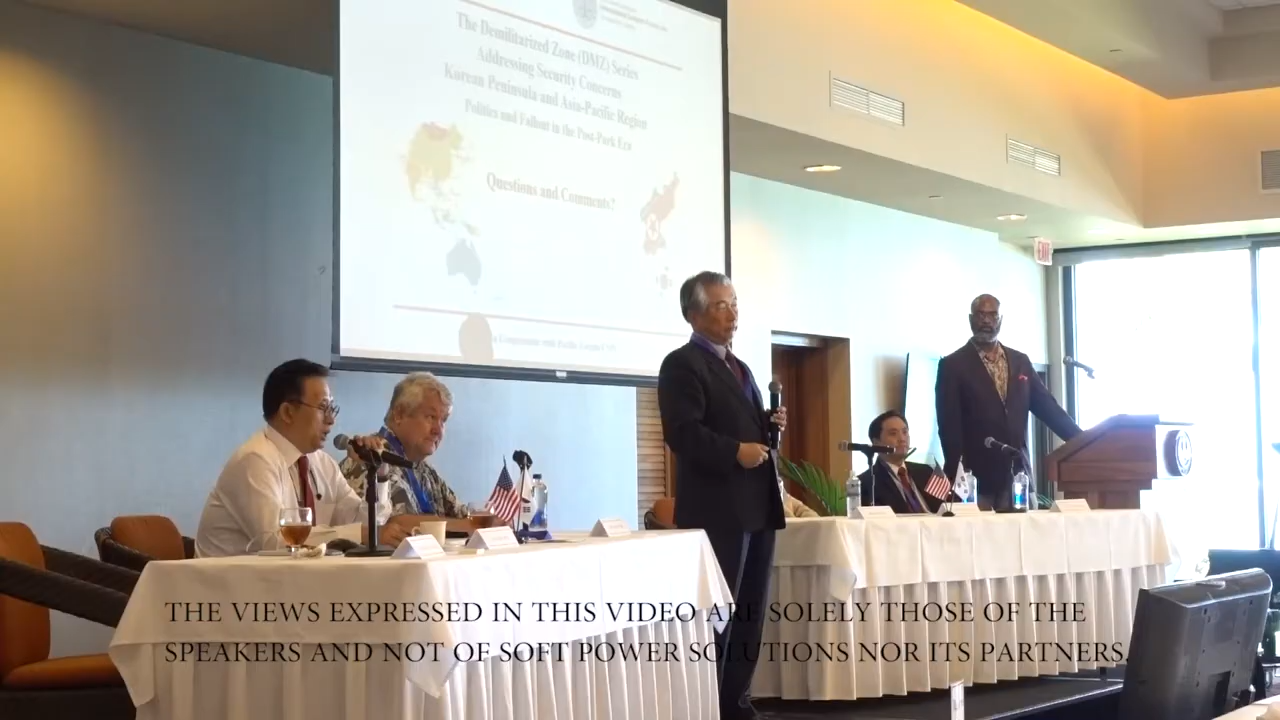 The Demilitarized Zone (DMZ) Series
Addressing Security Concerns
Korean Peninsula and Asia-Pacific Region
Politics and Fallout in the Post-Park Era
Questions and Comments?
EXIT
THE VIEWS EXPRESSED IN THIS VIDEO ARE SOLELY THOSE OF THE
SPEAKERS AND NOT OF SOFT POWER SOLUTIONS NOR ITS PARTNERS.